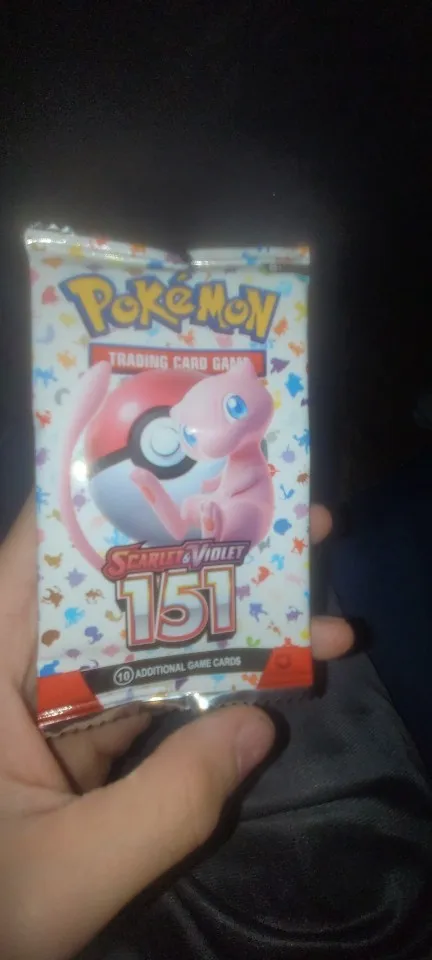 POKéMON
TRADING CARD GAME
SCARLET & VIOLET
151
10 ADDITIONAL GAME CARDS